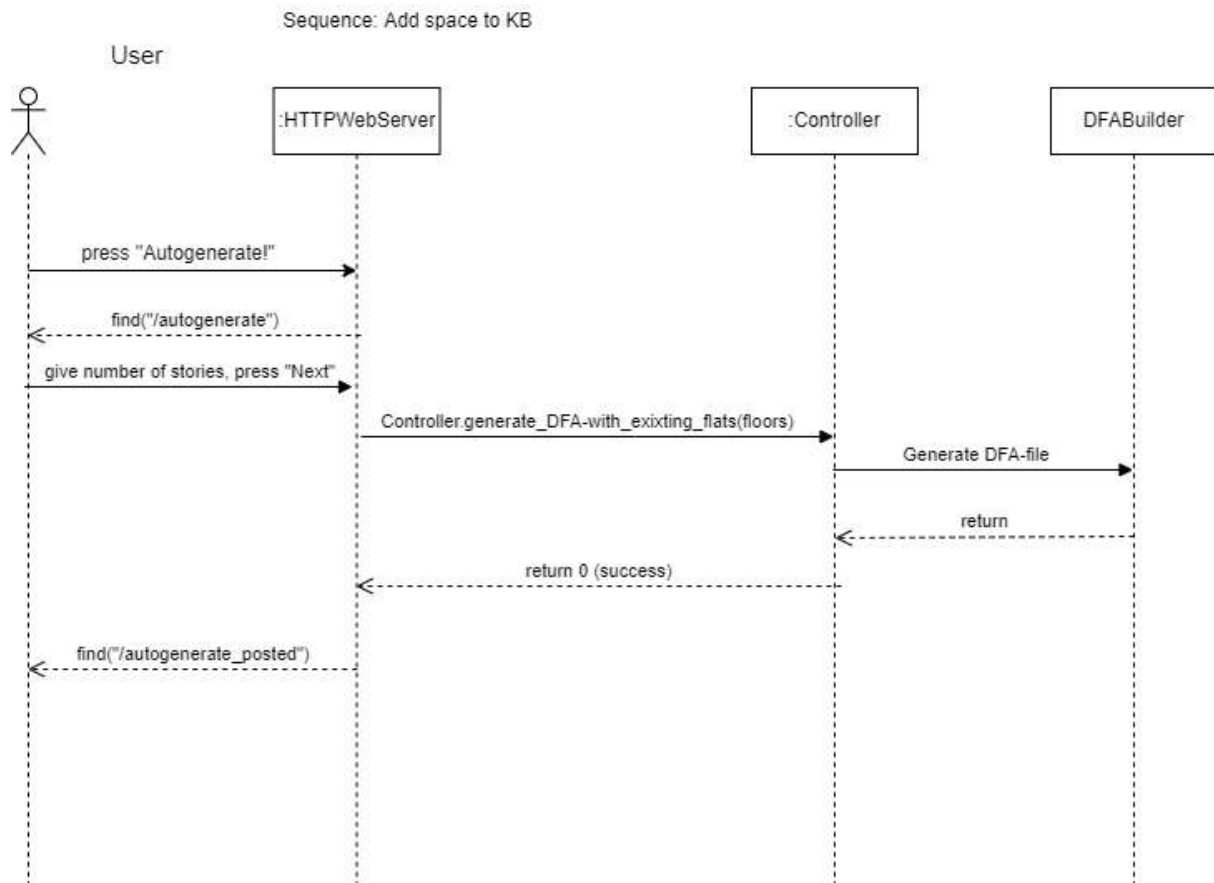 Sequence: Add space to KB
User
:HTTPWebServer
:Controller
DFABuilder
press "Autogenerate!"
find("/autogenerate")
give number of stories, press "Next"
Controller.generate_DFA-with_exixting_flats(floors)
Generate DFA-file
return
return 0 (success)
find("/autogenerate_posted")